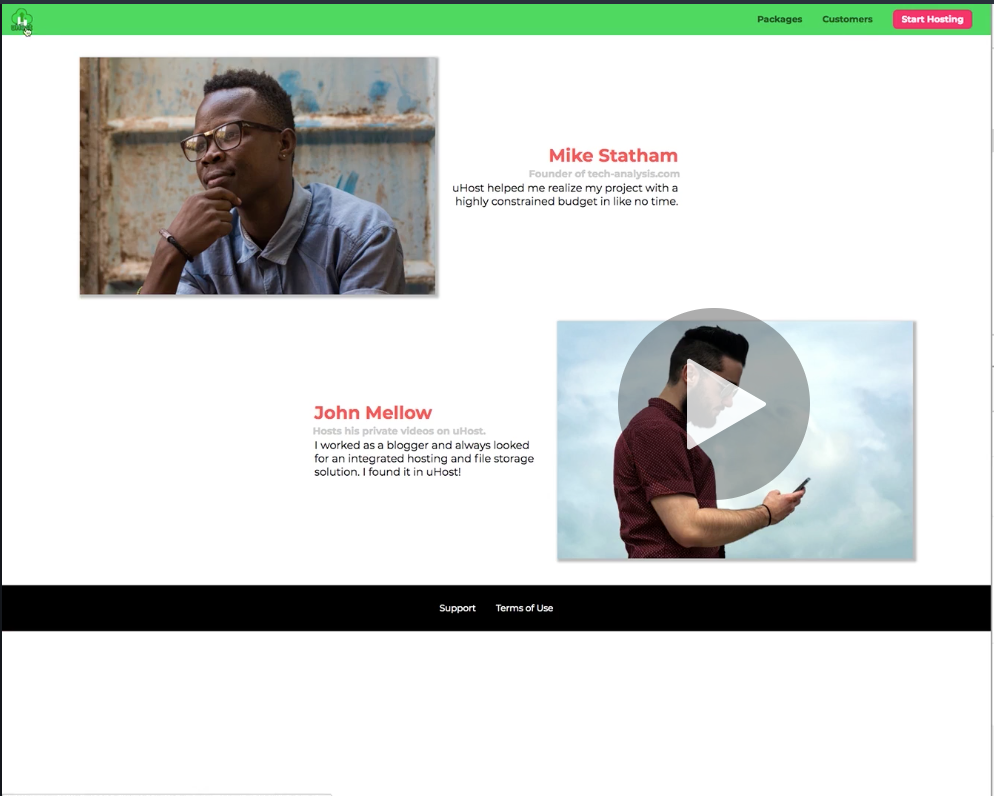 Packages Customers Start Hosting
Mike Statham
Founder of tech-analysis.com
uHost helped me realize my project with a
highly constrained budget in like no time.
John Mellow
Hosts his private videos on uHost.
I worked as a blogger and always looked
for an integrated hosting and file storage
solution. I found it in uHost!
Support Terms of Use